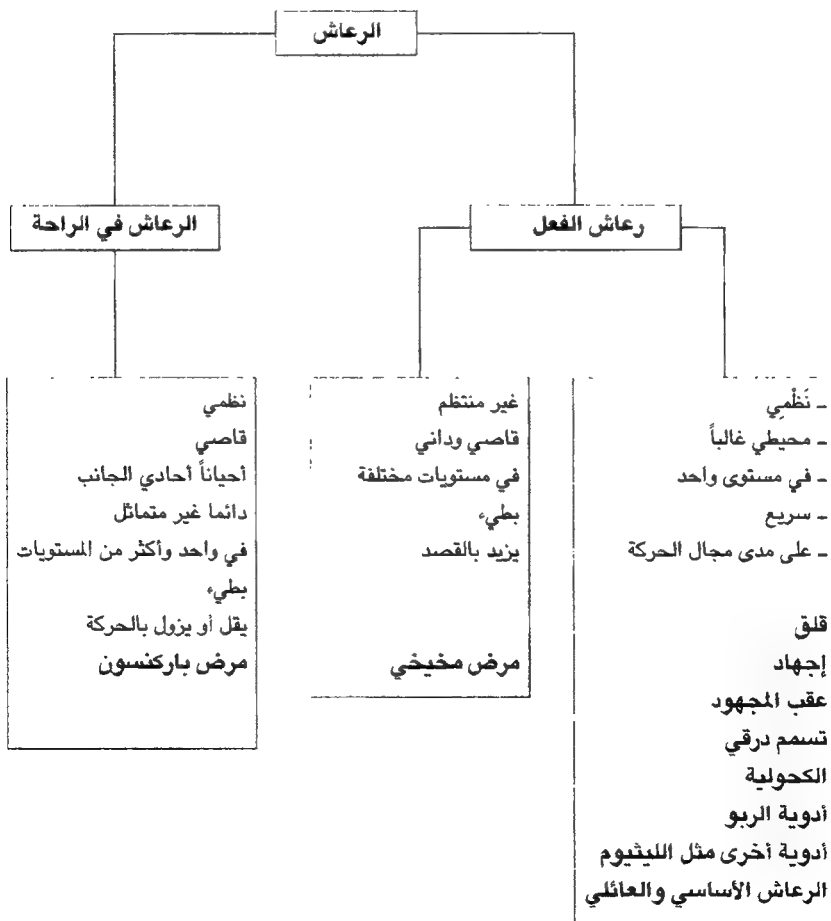 الرعاش
رعاش الفعل
الرعاش في الراحة
ـ نَظْمِي
ـ محيطي غالباً
ـ في مستوى واحد
ـ سريع
ـ على مدى مجال الحركة
قلق
إجهاد
عقب المجهود
تسمم درقي
الكحولية
أدوية الربو
أدوية أخرى مثل الليثيوم
الرعاش الأساسي والعائلي
غير منتظم
قاصي وداني
في مستويات مختلفة
بطيء
يزيد بالقصد
مرض مخيخي
نظمي
قاصي
أحياناً أحادي الجانب
دائما غير متماثل
في واحد وأكثر من المستويات
بطيء
يقل أو يزول بالحركة
مرض باركنسون